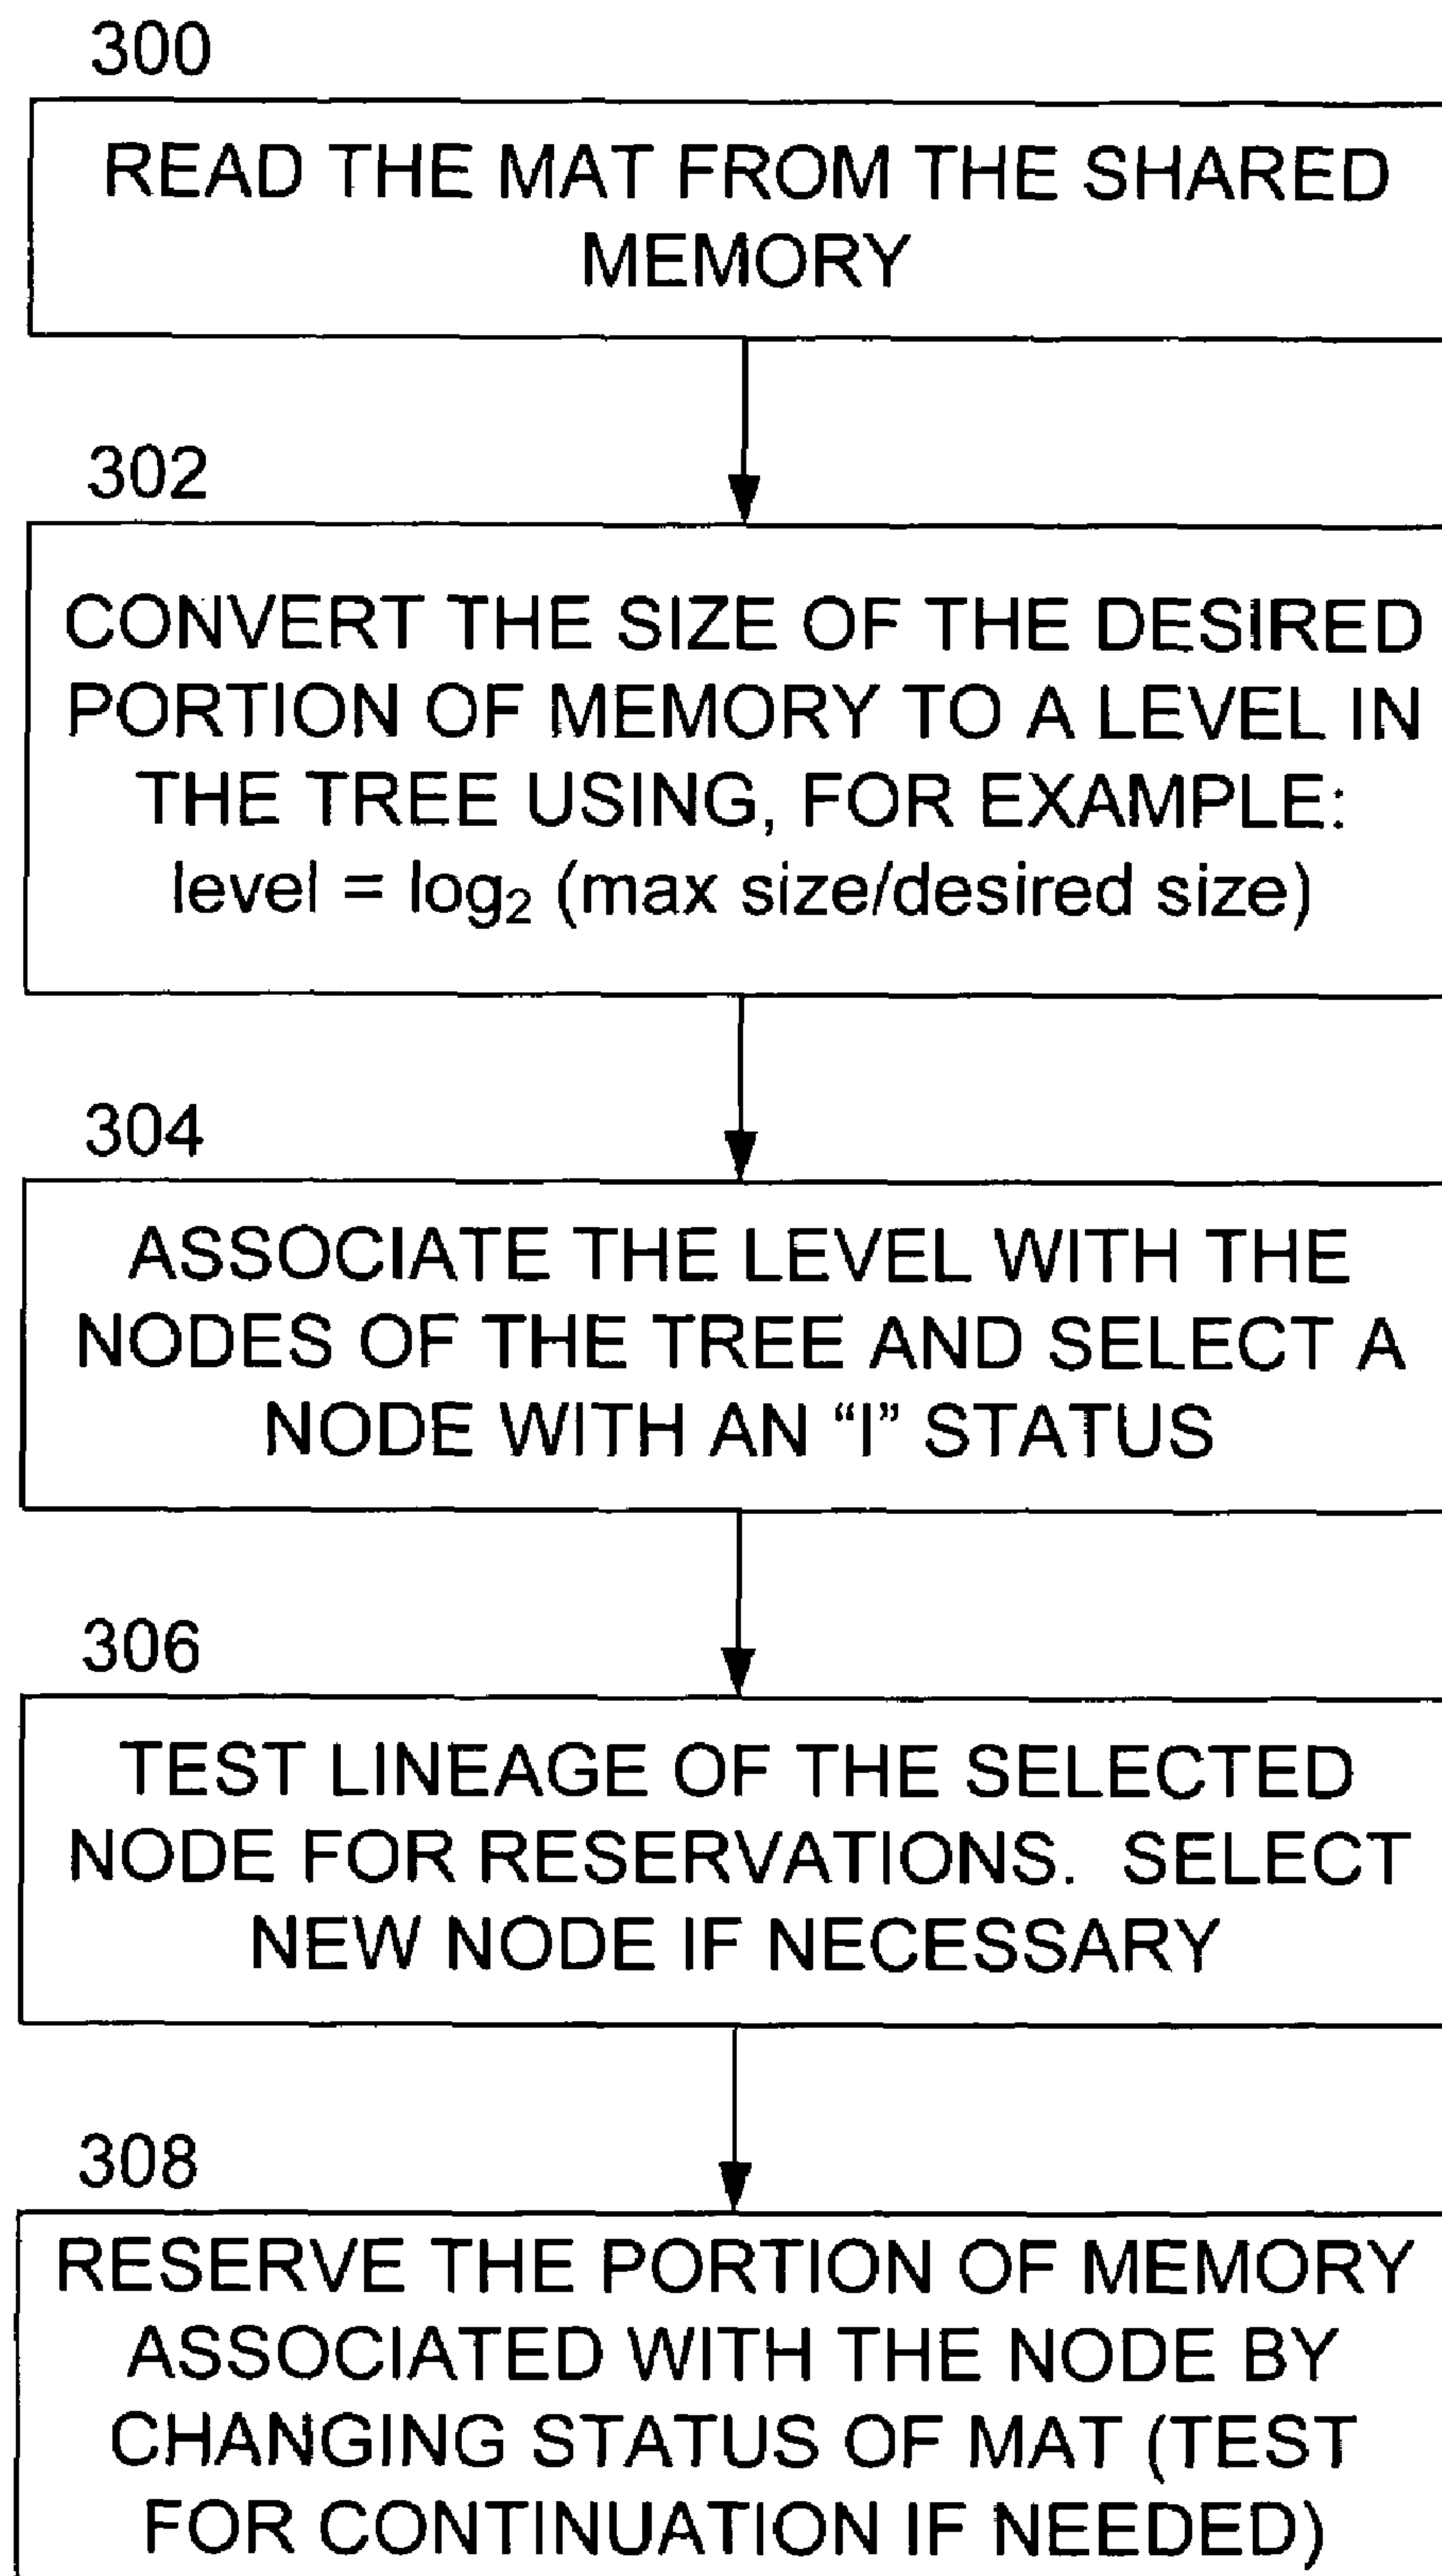 300
READ THE MAT FROM THE SHARED
MEMORY
302
CONVERT THE SIZE OF THE DESIRED
PORTION OF MEMORY TO A LEVEL IN
THE TREE USING, FOR EXAMPLE:
level = log₂ (max size/desired size)
304
ASSOCIATE THE LEVEL WITH THE
NODES OF THE TREE AND SELECT A
NODE WITH AN “I” STATUS
306
TEST LINEAGE OF THE SELECTED
NODE FOR RESERVATIONS. SELECT
NEW NODE IF NECESSARY
308
RESERVE THE PORTION OF MEMORY
ASSOCIATED WITH THE NODE BY
CHANGING STATUS OF MAT (TEST
FOR CONTINUATION IF NEEDED)